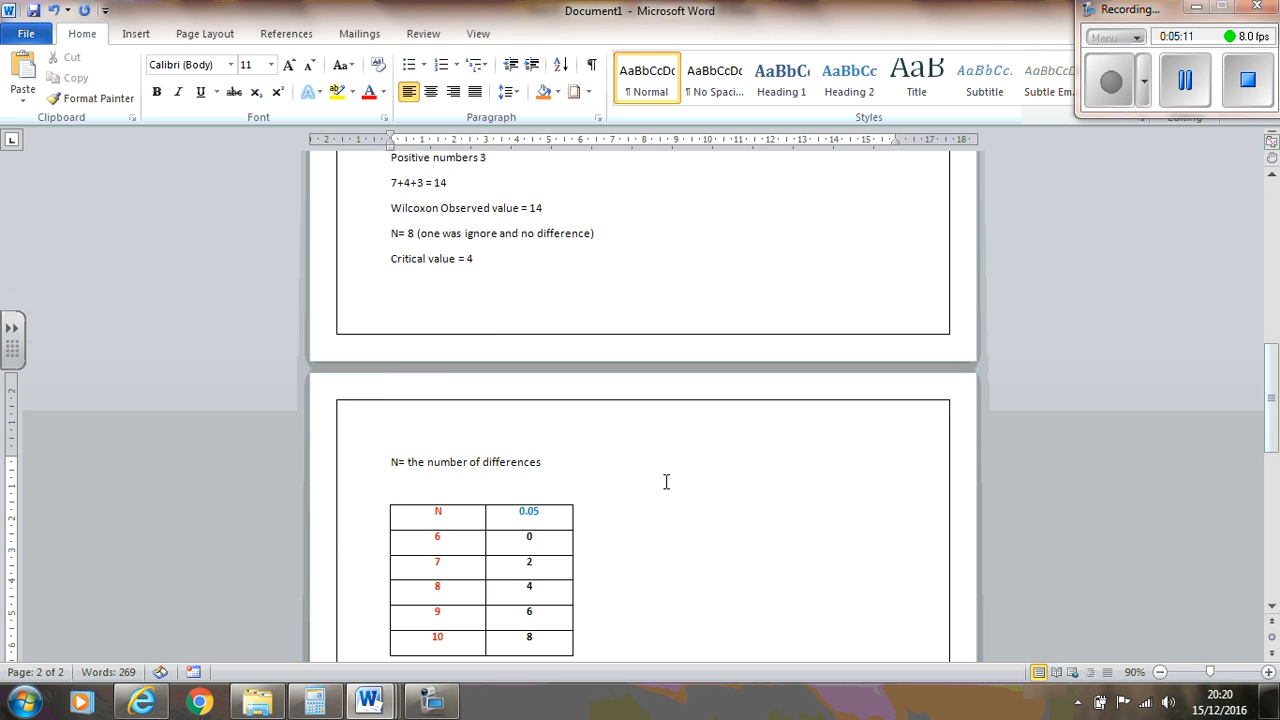 Document1 - Microsoft Word
Recording...
File Home Insert Page Layout References Mailings Review View
Menu 0:05:11 8.0 fps
Paste
Cut
Copy
Format Painter
Calibri (Body) 11
AaBbCcDc AaBbCcDc AaBbC AaBbCc AaB AaBbCc. AaBbCcDc
¶ Normal ¶ No Spaci... Heading 1 Heading 2 Title Subtitle Subtle Em...
Clipboard Font Paragraph Styles Editing
Positive numbers 3
7+4+3 = 14
Wilcoxon Observed value = 14
N= 8 (one was ignore and no difference)
Critical value = 4
N= the number of differences
N 0.05
6 0
7 2
8 4
9 6
10 8
Page: 2 of 2 Words: 269 90%
20:20
15/12/2016